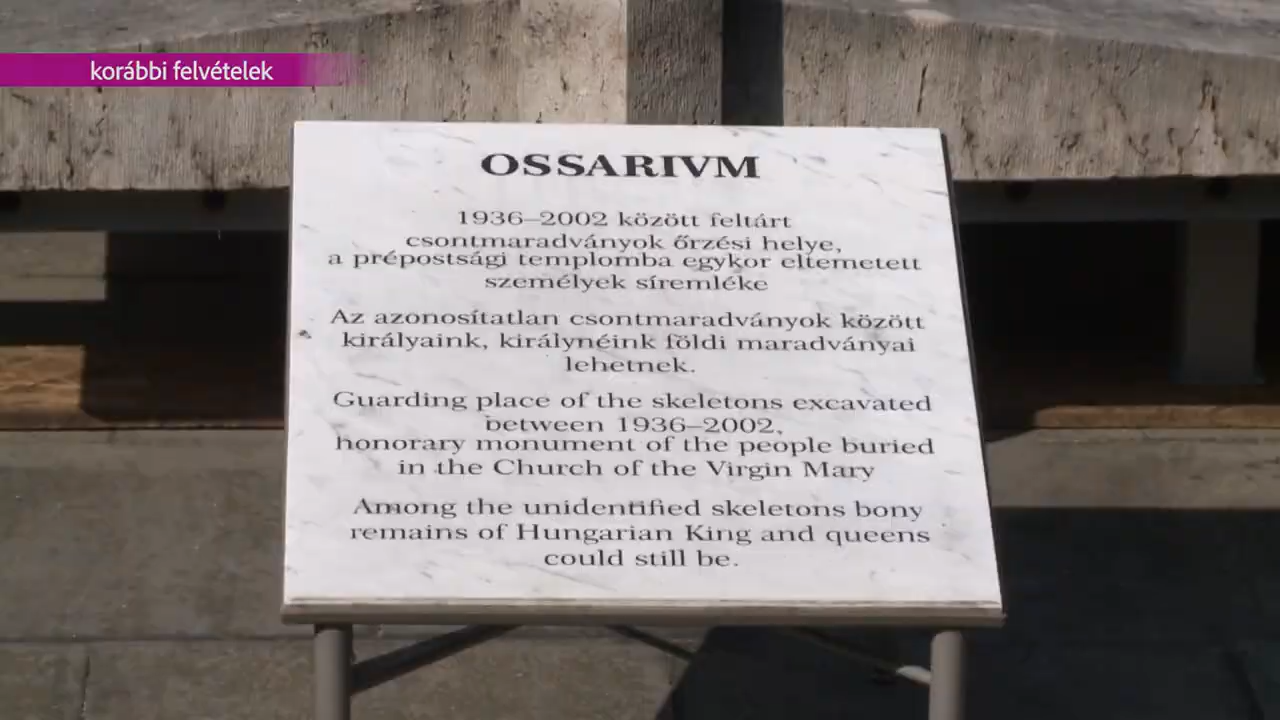 korábbi felvételek
OSSARIVM
1936–2002 között feltárt
csontmaradványok őrzési helye,
a prépostsági templomba egykor eltemetett
személyek síremléke
Az azonosítatlan csontmaradványok között
királyaink, királynéink földi maradványai
lehetnek.
Guarding place of the skeletons excavated
between 1936–2002,
honorary monument of the people buried
in the Church of the Virgin Mary
Among the unidentified skeletons bony
remains of Hungarian King and queens
could still be.